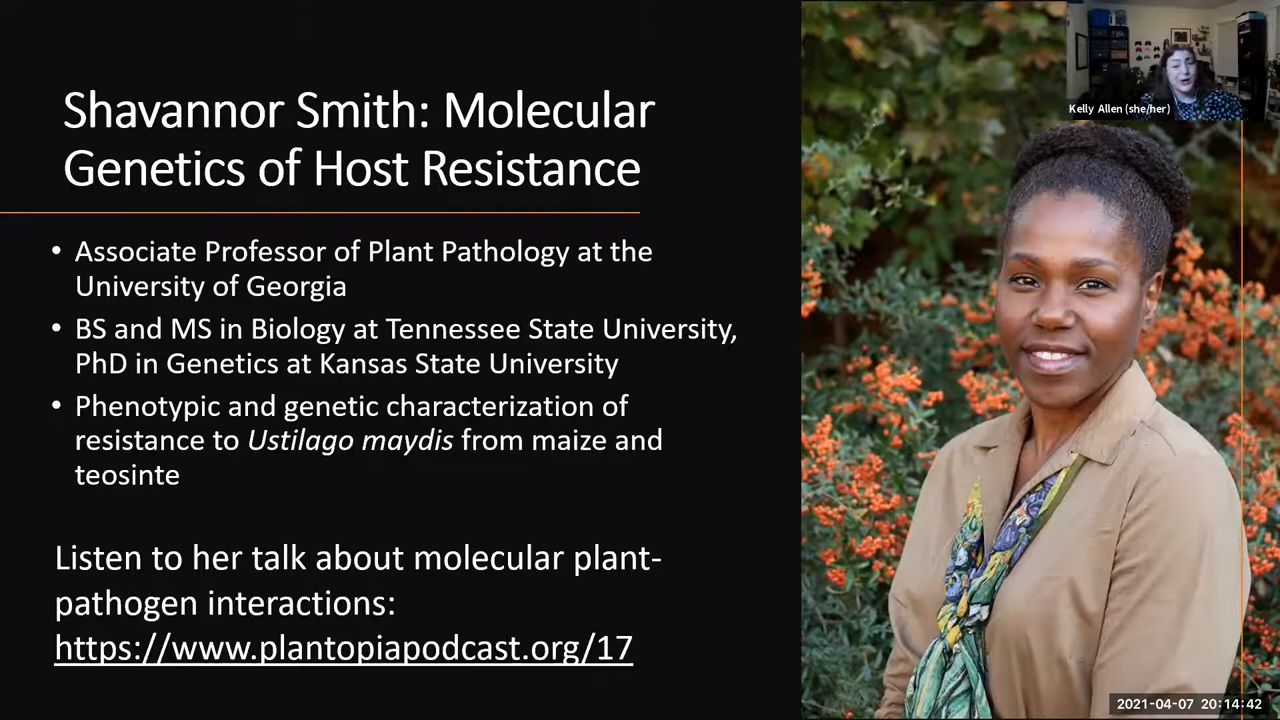 Shavannor Smith: Molecular
Genetics of Host Resistance
• Associate Professor of Plant Pathology at the
University of Georgia
• BS and MS in Biology at Tennessee State University,
PhD in Genetics at Kansas State University
• Phenotypic and genetic characterization of
resistance to Ustilago maydis from maize and
teosinte
Listen to her talk about molecular plant-
pathogen interactions:
https://www.plantopiapodcast.org/17
Kelly Allen (she/her)
2021-04-07 20:14:42